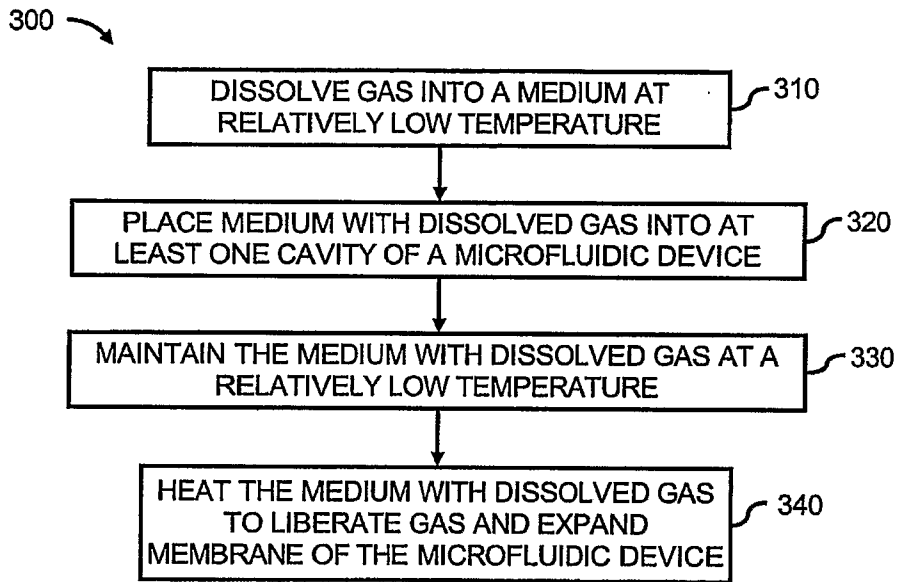 300
DISSOLVE GAS INTO A MEDIUM AT
RELATIVELY LOW TEMPERATURE
310
PLACE MEDIUM WITH DISSOLVED GAS INTO AT
LEAST ONE CAVITY OF A MICROFLUIDIC DEVICE
320
MAINTAIN THE MEDIUM WITH DISSOLVED GAS AT A
RELATIVELY LOW TEMPERATURE
330
HEAT THE MEDIUM WITH DISSOLVED GAS
TO LIBERATE GAS AND EXPAND
MEMBRANE OF THE MICROFLUIDIC DEVICE
340